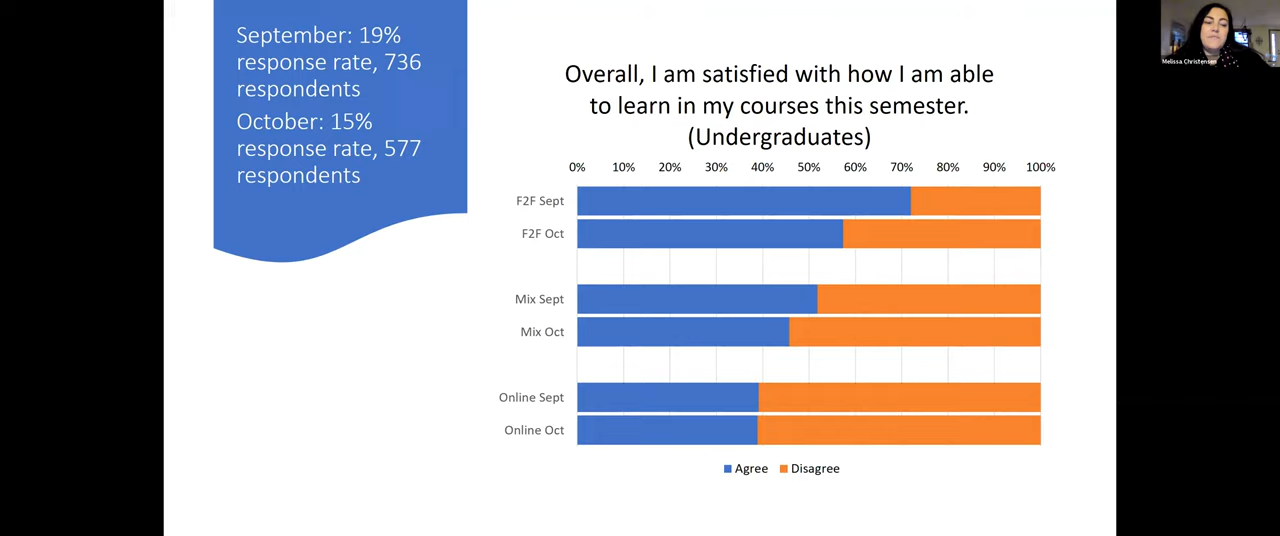 September: 19%
response rate, 736
respondents
October: 15%
response rate, 577
respondents
Overall, I am satisfied with how I am able
to learn in my courses this semester.
(Undergraduates)
0% 10% 20% 30% 40% 50% 60% 70% 80% 90% 100%
F2F Sept
F2F Oct
Mix Sept
Mix Oct
Online Sept
Online Oct
Agree Disagree
Melissa Christensen